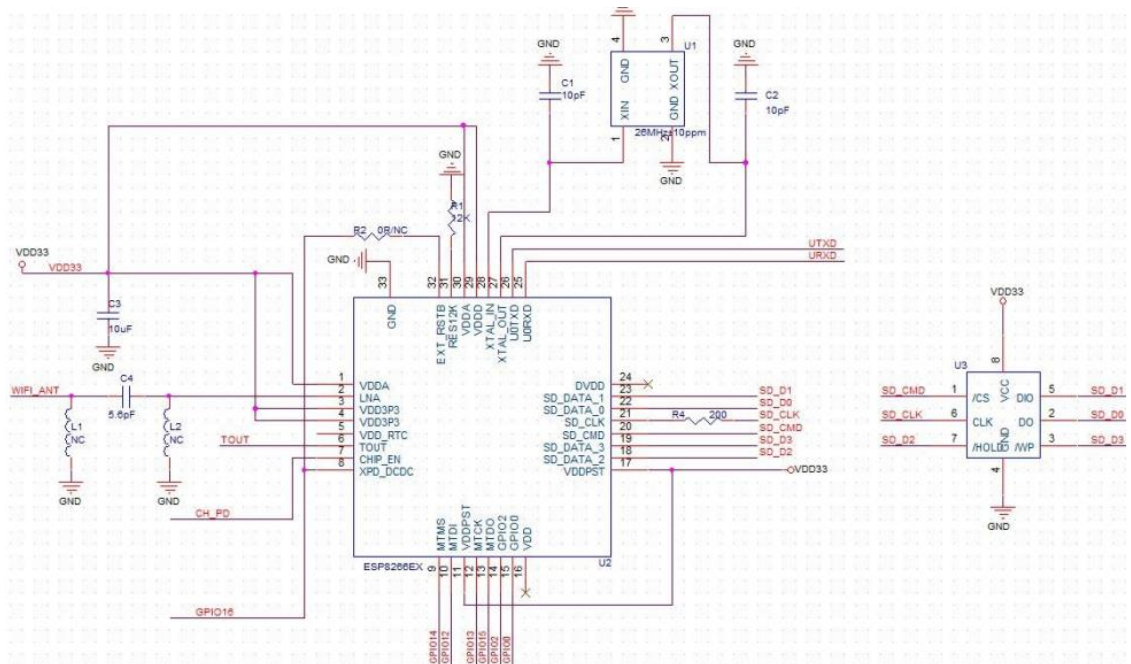 GND
4
3
U1
GND
XOUT
XIN
GND
1
2
26MHz±10ppm
GND
GND
C1
10pF
GND
C2
10pF
GND
R1
12K
R2 0R/NC
GND
UTXD
URXD
VDD33
VDD33
C3
10uF
GND
33
32
31
30
29
28
27
26
25
GND
EXT_RSTB
RES12K
VDDA
VDDD
XTAL_IN
XTAL_OUT
U0TXD
U0RXD
WIFI_ANT
C4
5.6pF
L1
NC
GND
L2
NC
GND
TOUT
CH_PD
GPIO16
1 VDDA
2 LNA
3 VDD3P3
4 VDD3P3
5 VDD_RTC
6 TOUT
7 CHIP_EN
8 XPD_DCDC
DVDD 24
SD_DATA_1 23 SD_D1
SD_DATA_0 22 SD_D0
SD_CLK 21 R4 200 SD_CLK
SD_CMD 20 SD_CMD
SD_DATA_3 19 SD_D3
SD_DATA_2 18 SD_D2
VDDPST 17
VDD33
MTMS
MTDI
VDDPST
MTCK
MTDO
GPIO2
GPIO0
VDD
9
10
11
12
13
14
15
16
ESP8266EX
U2
GPIO14
GPIO12
GPIO13
GPIO15
GPIO2
GPIO0
VDD33
U3
8
VCC
SD_CMD 1 /CS DIO 5 SD_D1
SD_CLK 6 CLK DO 2 SD_D0
SD_D2 7 /HOLD /WP 3 SD_D3
GND
4
GND